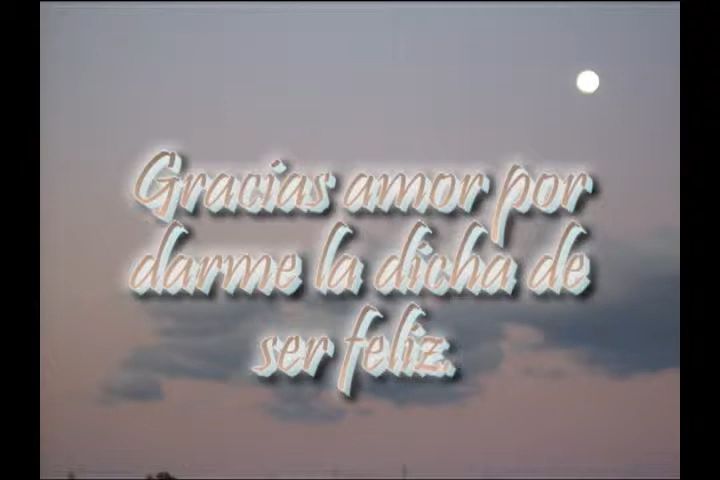 Gracias amor por
darme la dicha de
ser feliz.